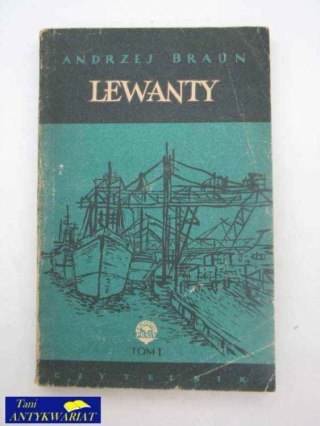 ANDRZEJ BRAUN
LEWANTY
TOM I
CZYTELNIK
Tani
ANTYKWARIAT